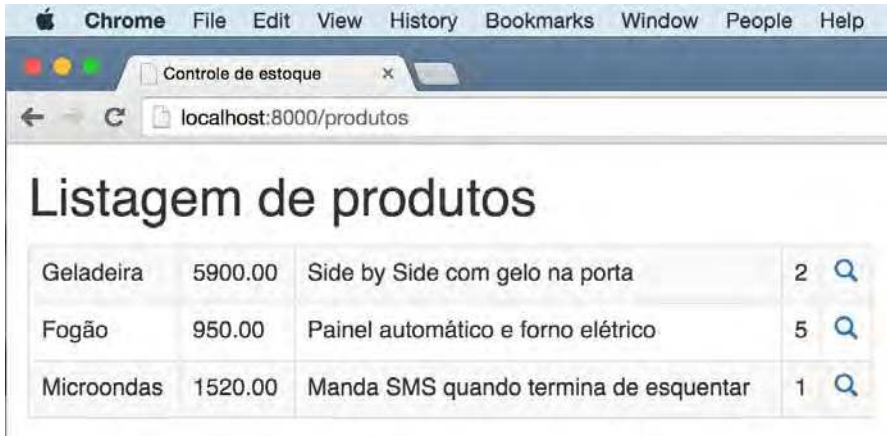 Chrome File Edit View History Bookmarks Window People Help
Controle de estoque
localhost:8000/produtos
Listagem de produtos
Geladeira 5900.00 Side by Side com gelo na porta 2
Fogão 950.00 Painel automático e forno elétrico 5
Microondas 1520.00 Manda SMS quando termina de esquentar 1